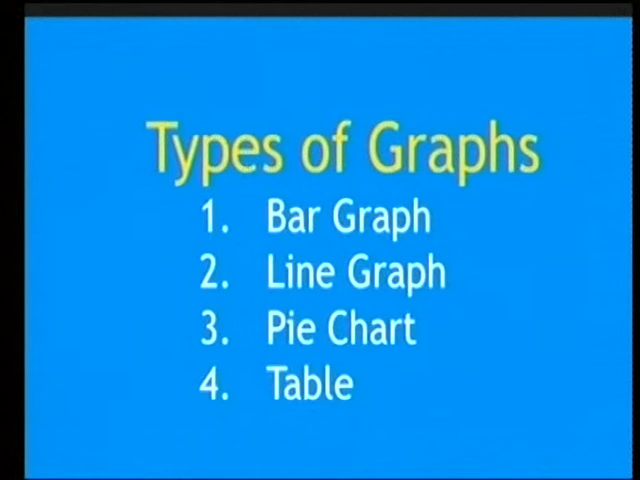 Types of Graphs
1. Bar Graph
2. Line Graph
3. Pie Chart
4. Table